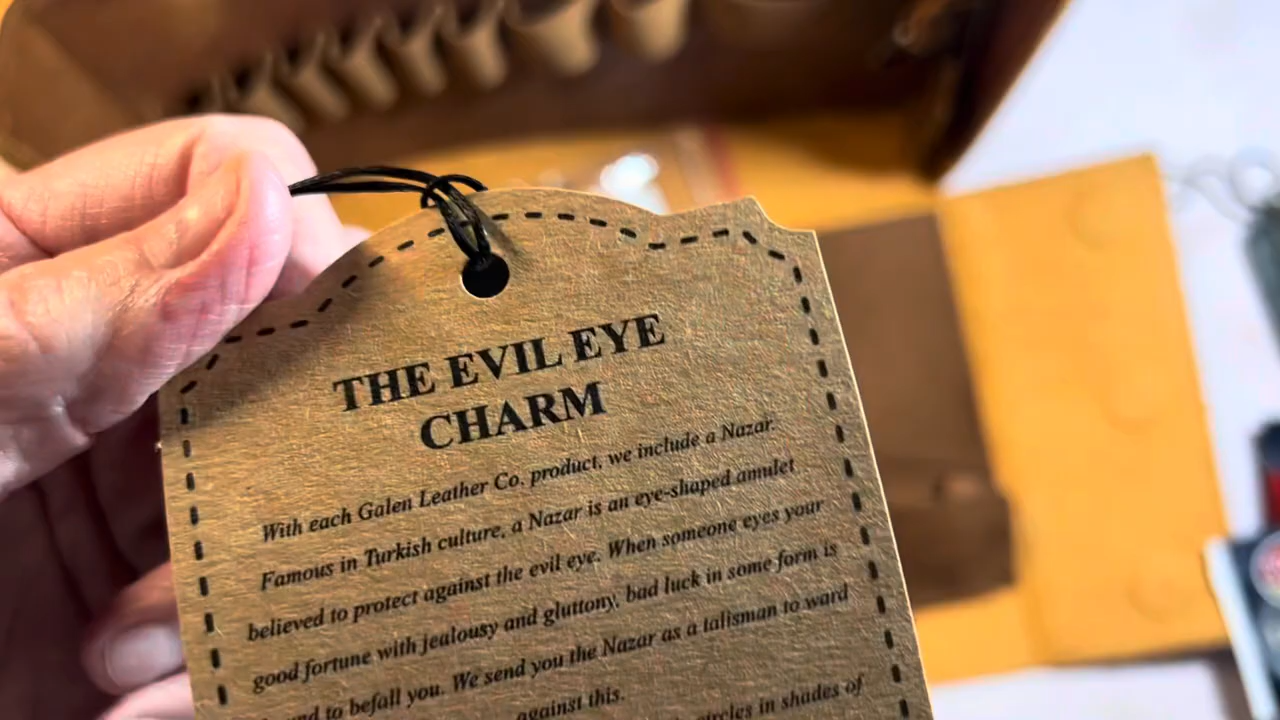 THE EVIL EYE
CHARM
With each Galen Leather Co. product, we include a Nazar.
Famous in Turkish culture, a Nazar is an eye-shaped amulet
believed to protect against the evil eye. When someone eyes your
good fortune with jealousy and gluttony, bad luck in some form is
to befall you. We send you the Nazar as a talisman to ward
against this.
circles in shades of